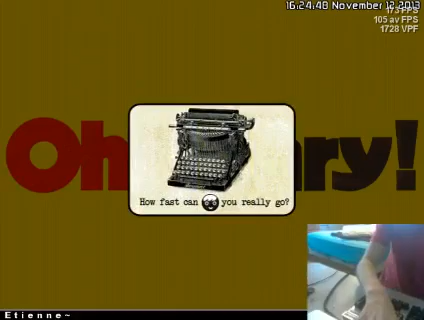 16:24:48 November 12 2013
173 FPS
105 av FPS
1728 VPF
Oh ary!
How fast can you really go?
Etienne~